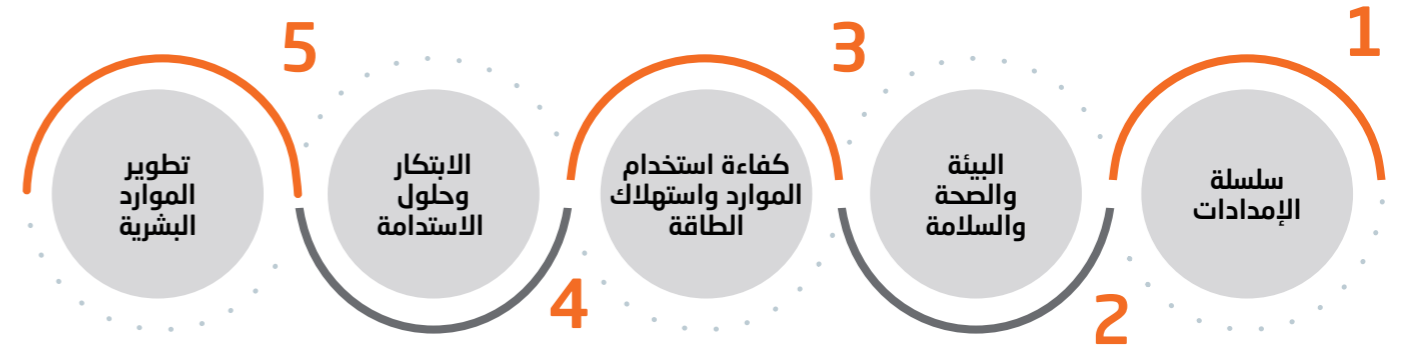 1
سلسلة
الإمدادات
2
البيئة
والصحة
والسلامة
3
كفاءة استخدام
الموارد واستهلاك
الطاقة
4
الابتكار
وحلول
الاستدامة
5
تطوير
الموارد
البشرية